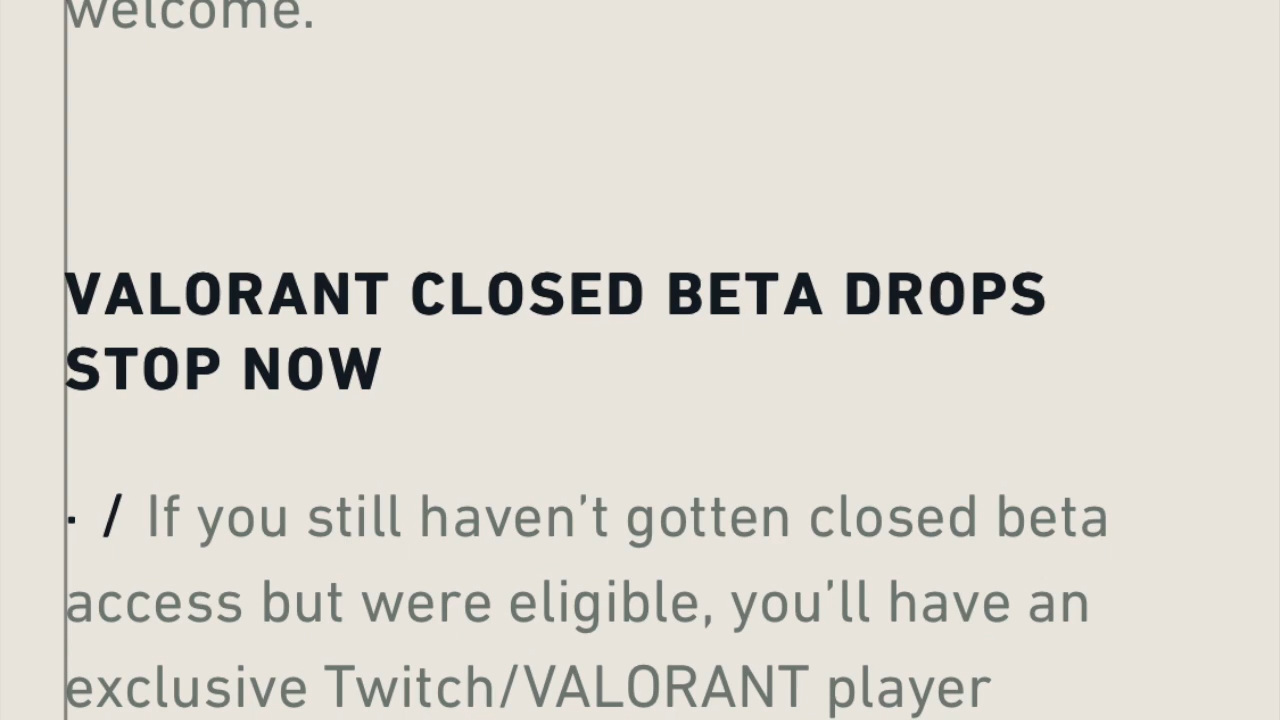 welcome.
VALORANT CLOSED BETA DROPS
STOP NOW
· / If you still haven’t gotten closed beta
access but were eligible, you’ll have an
exclusive Twitch/VALORANT player